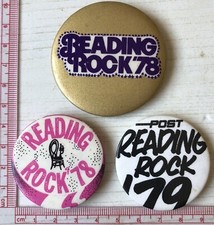 READING
ROCK '78
READING
ROCK '78
POST
READING
ROCK
'79